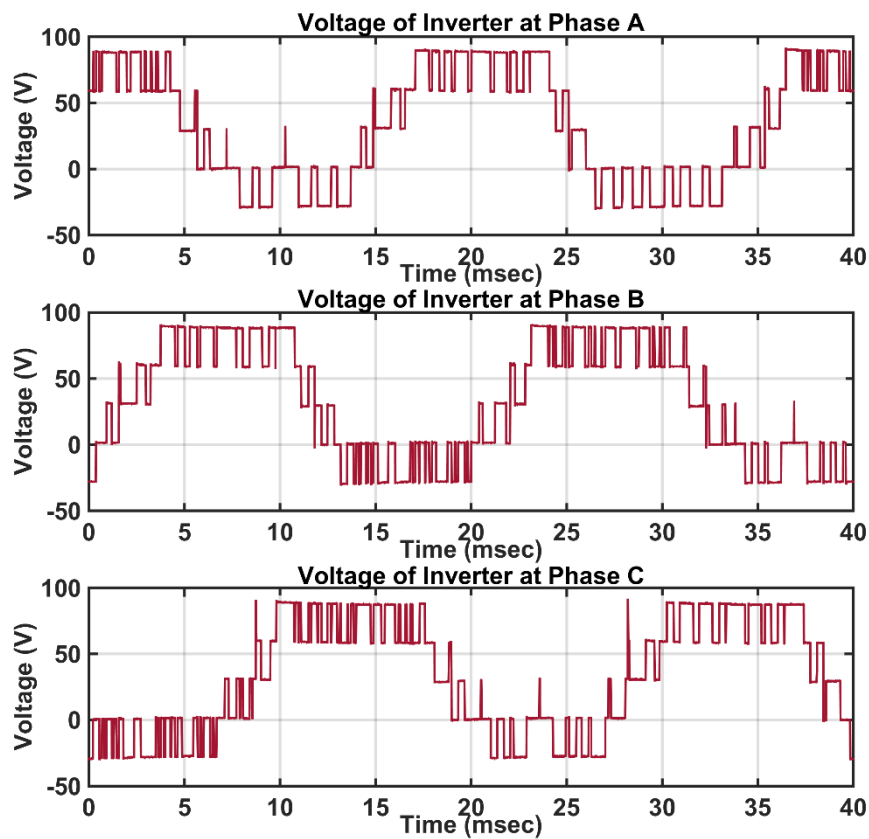 Voltage of Inverter at Phase A
Voltage (V)
100
50
0
-50
0 5 10 15 20 25 30 35 40
Time (msec)
Voltage of Inverter at Phase B
Voltage (V)
100
50
0
-50
0 5 10 15 20 25 30 35 40
Time (msec)
Voltage of Inverter at Phase C
Voltage (V)
100
50
0
-50
0 5 10 15 20 25 30 35 40
Time (msec)